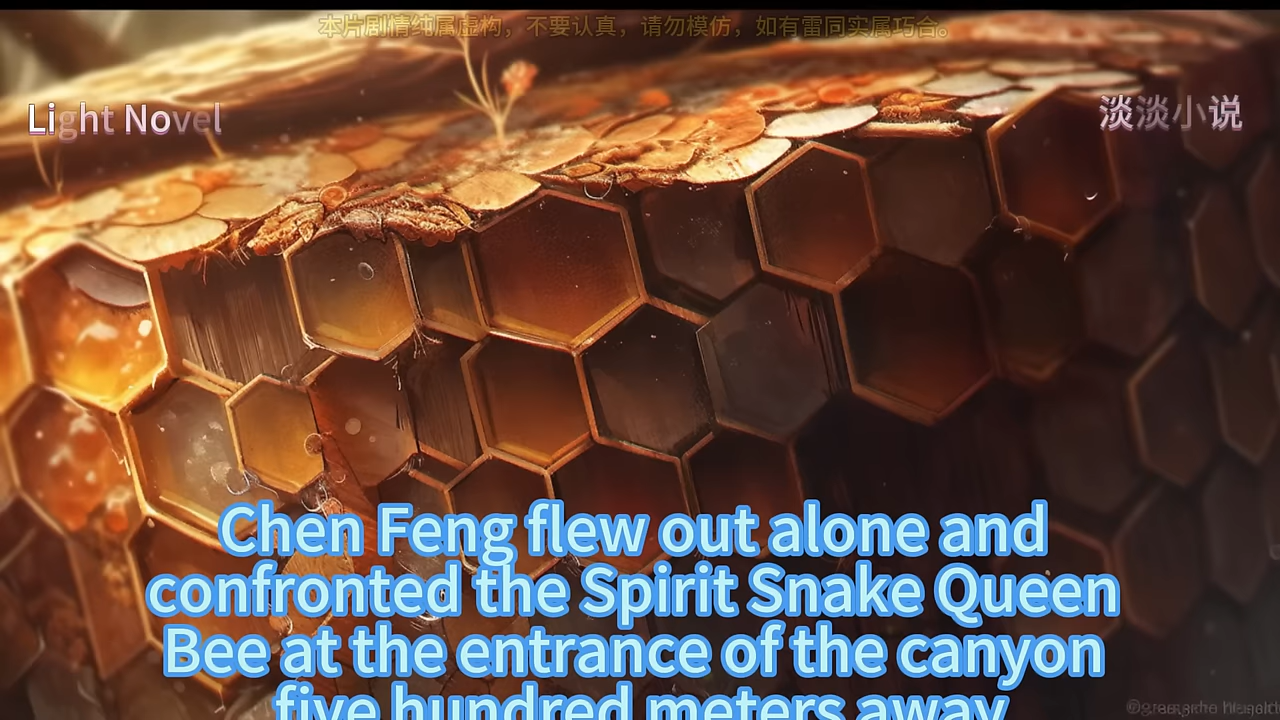 本片剧情纯属虚构，不要认真，请勿模仿，如有雷同实属巧合。
Light Novel
淡淡小说
Chen Feng flew out alone and
confronted the Spirit Snake Queen
Bee at the entrance of the canyon
five hundred meters away